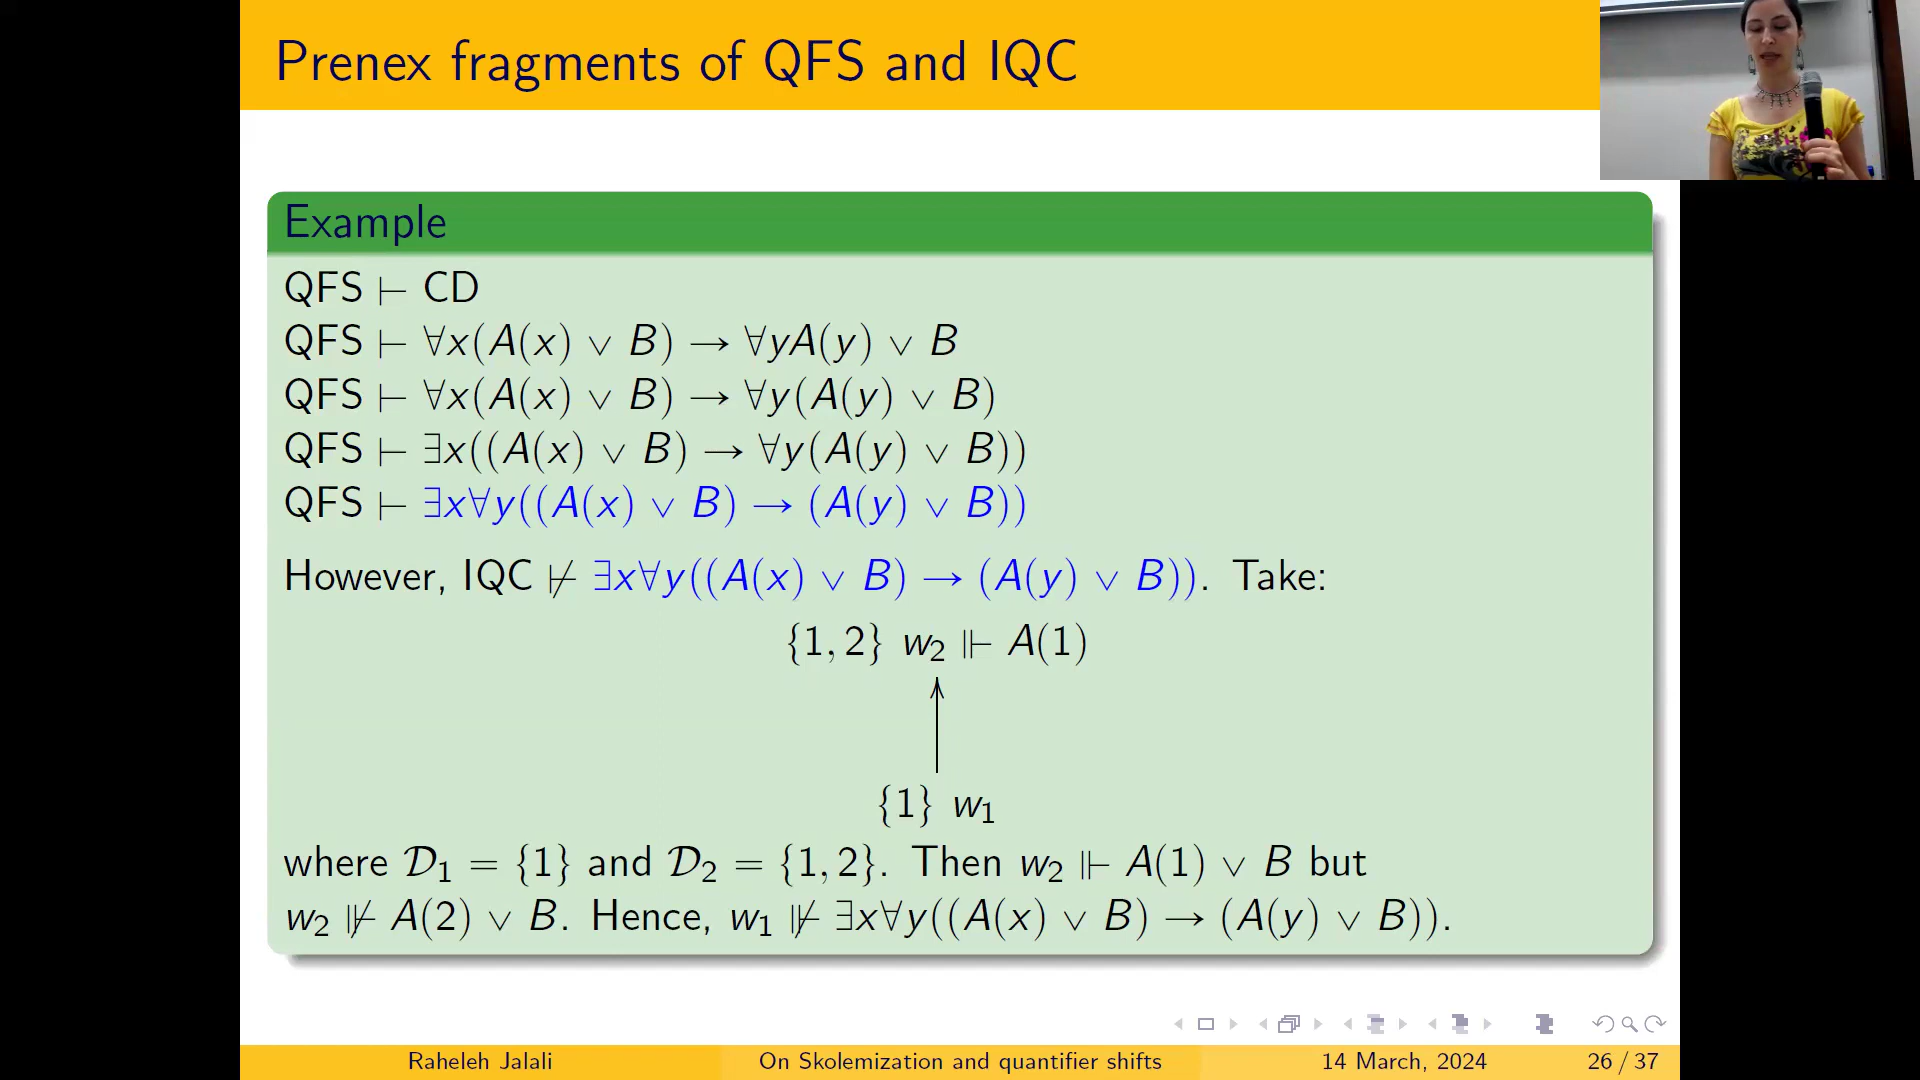 Prenex fragments of QFS and IQC
Example
QFS ⊢ CD
QFS ⊢ ∀x(A(x) ∨ B) → ∀yA(y) ∨ B
QFS ⊢ ∀x(A(x) ∨ B) → ∀y(A(y) ∨ B)
QFS ⊢ ∃x((A(x) ∨ B) → ∀y(A(y) ∨ B))
QFS ⊢ ∃x∀y((A(x) ∨ B) → (A(y) ∨ B))
However, IQC ⊬ ∃x∀y((A(x) ∨ B) → (A(y) ∨ B)). Take:
{1, 2} w₂ ⊩ A(1)
{1} w₁
where 𝒟₁ = {1} and 𝒟₂ = {1, 2}. Then w₂ ⊩ A(1) ∨ B but
w₂ ⊮ A(2) ∨ B. Hence, w₁ ⊮ ∃x∀y((A(x) ∨ B) → (A(y) ∨ B)).
Raheleh Jalali On Skolemization and quantifier shifts 14 March, 2024 26 / 37